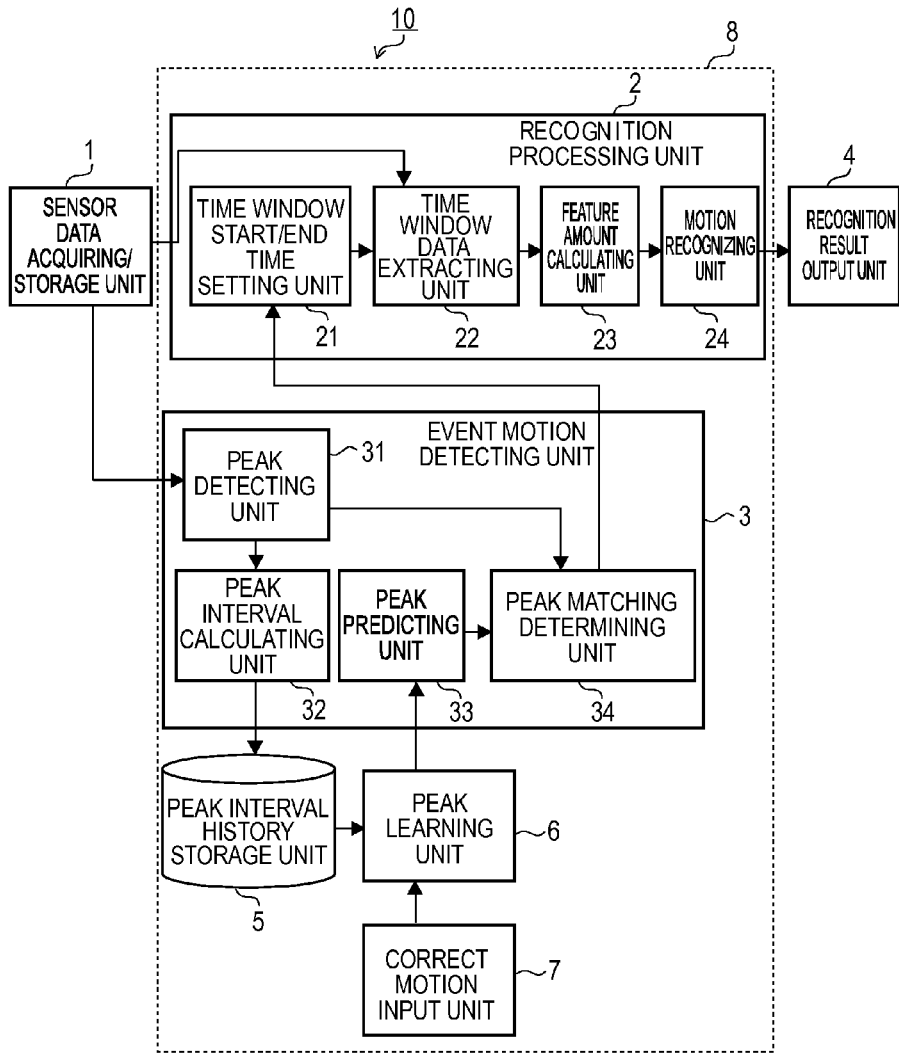 10
8
2
RECOGNITION
PROCESSING UNIT
1
SENSOR
DATA
ACQUIRING/
STORAGE UNIT
TIME WINDOW
START/END
TIME
SETTING UNIT
21
TIME
WINDOW
DATA
EXTRACTING
UNIT
22
FEATURE
AMOUNT
CALCULATING
UNIT
23
MOTION
RECOGNIZING
UNIT
24
4
RECOGNITION
RESULT
OUTPUT UNIT
EVENT MOTION
DETECTING UNIT
3
PEAK
DETECTING
UNIT
31
PEAK
INTERVAL
CALCULATING
UNIT
32
PEAK
PREDICTING
UNIT
33
PEAK MATCHING
DETERMINING
UNIT
34
PEAK INTERVAL
HISTORY
STORAGE UNIT
5
PEAK
LEARNING
UNIT
6
CORRECT
MOTION
INPUT UNIT
7